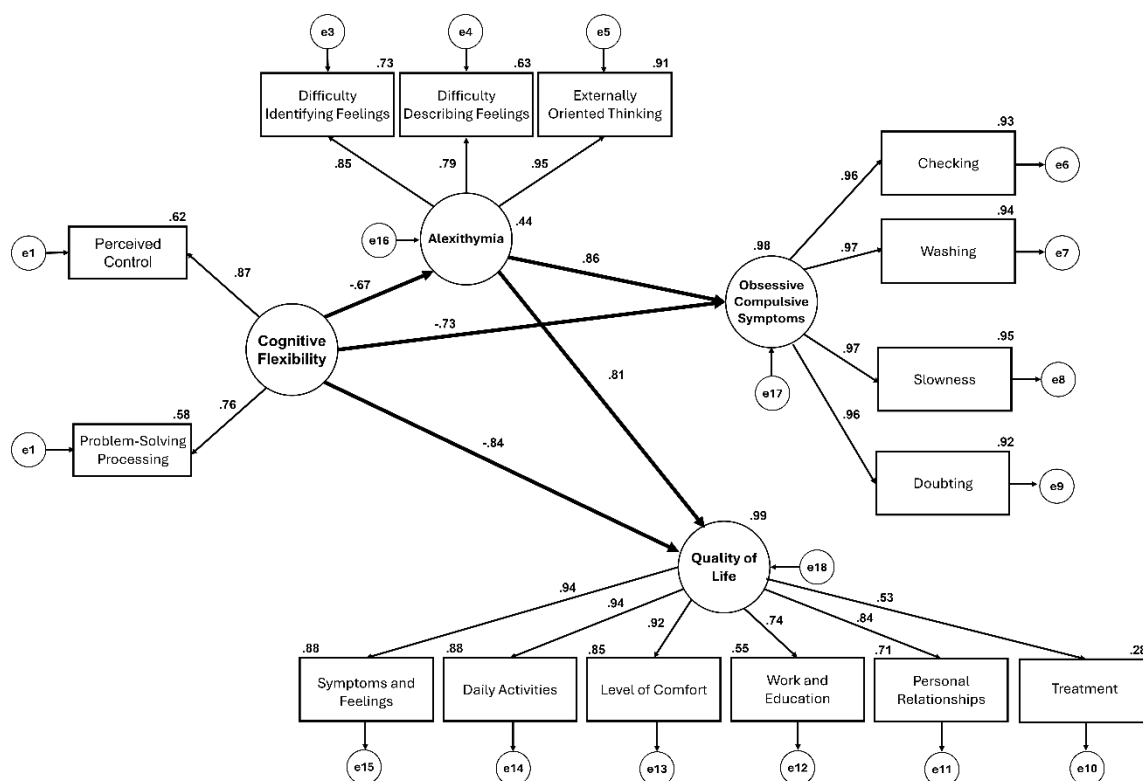 e3
e4
e5
.73
.63
.91
Difficulty
Identifying Feelings
Difficulty
Describing Feelings
Externally
Oriented Thinking
.85
.79
.95
.93
Checking
e6
.96
.62
Perceived
Control
e1
.87
e16
Alexithymia
.44
.86
.98
Obsessive
Compulsive
Symptoms
.97
.94
Washing
e7
-.67
-.73
Cognitive
Flexibility
.81
e17
.97
.95
Slowness
e8
.76
.58
Problem-Solving
Processing
e1
-.84
.96
.92
Doubting
e9
.99
Quality of
Life
e18
.94
.94
.92
.74
.84
.53
.88
.88
.85
.55
.71
.28
Symptoms and
Feelings
Daily Activities
Level of Comfort
Work and
Education
Personal
Relationships
Treatment
e15
e14
e13
e12
e11
e10